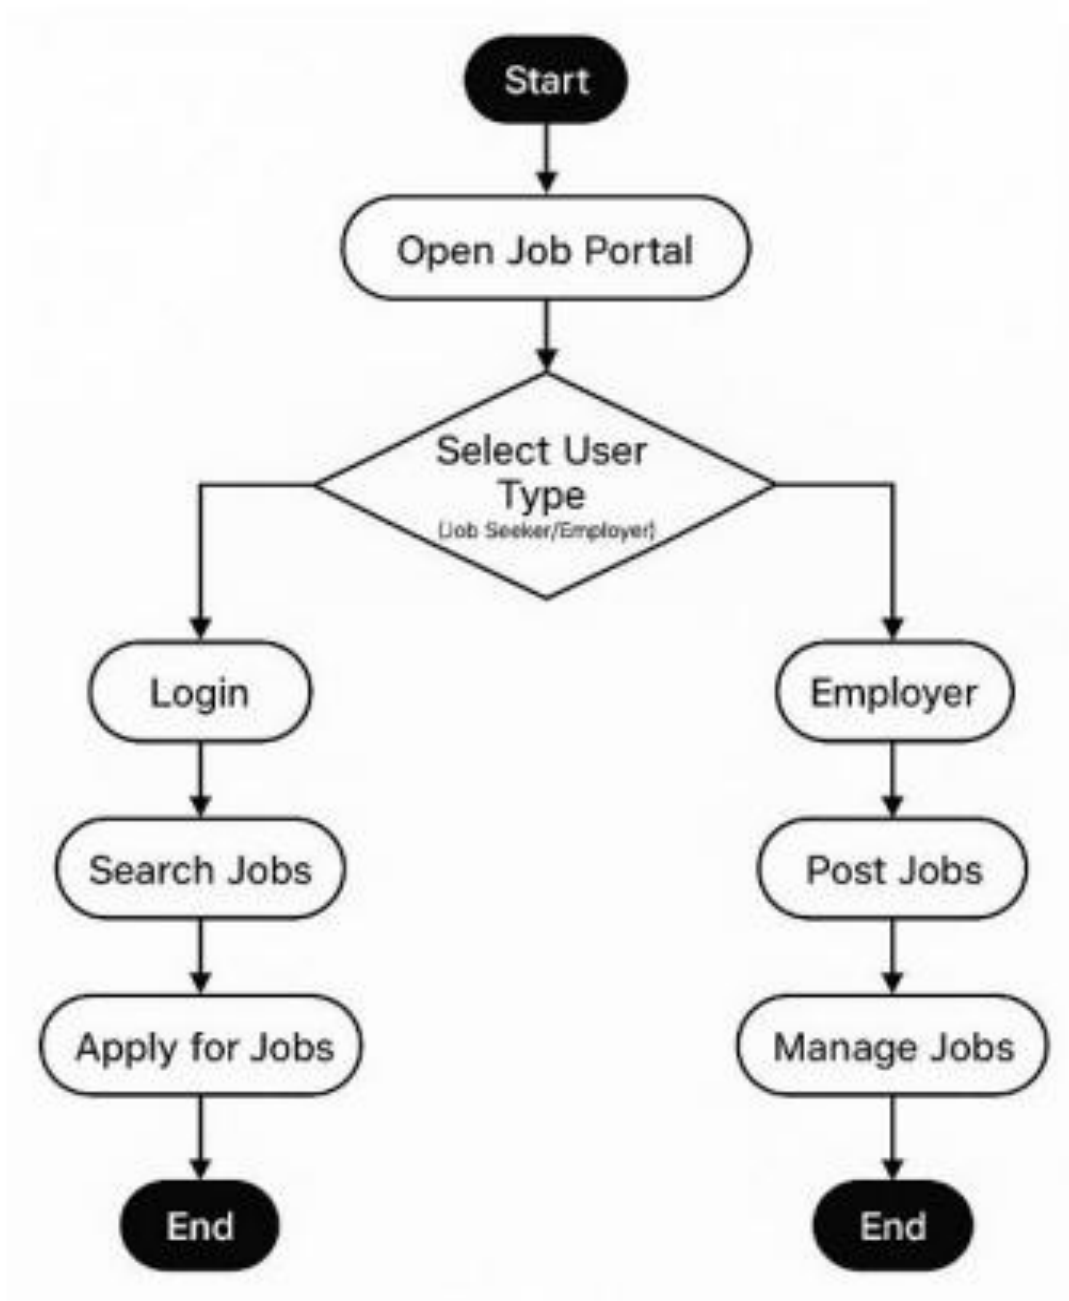 Start
Open Job Portal
Select User
Type
(Job Seeker/Employer)
Login
Employer
Search Jobs
Post Jobs
Apply for Jobs
Manage Jobs
End
End